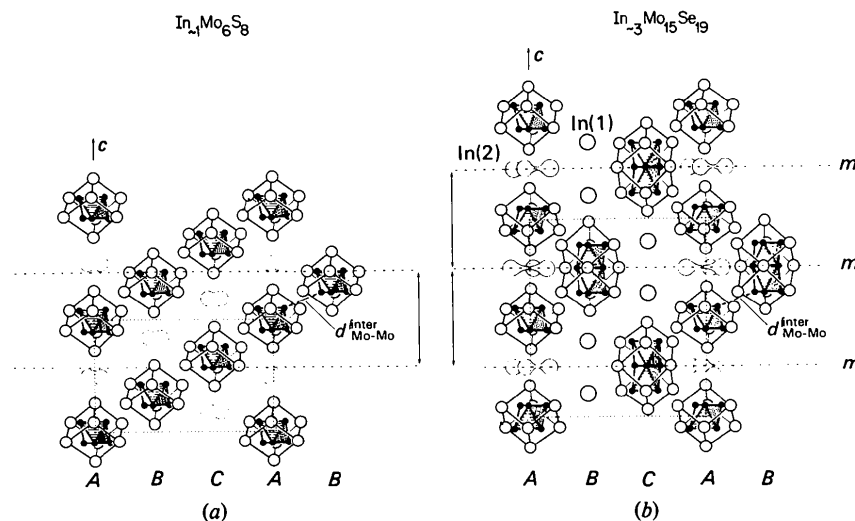 In~1Mo6S8
c
d inter Mo-Mo
A B C A B
(a)
In~3Mo15Se19
c
In(1)
In(2)
m
m
d inter Mo-Mo
m
A B C A B
(b)